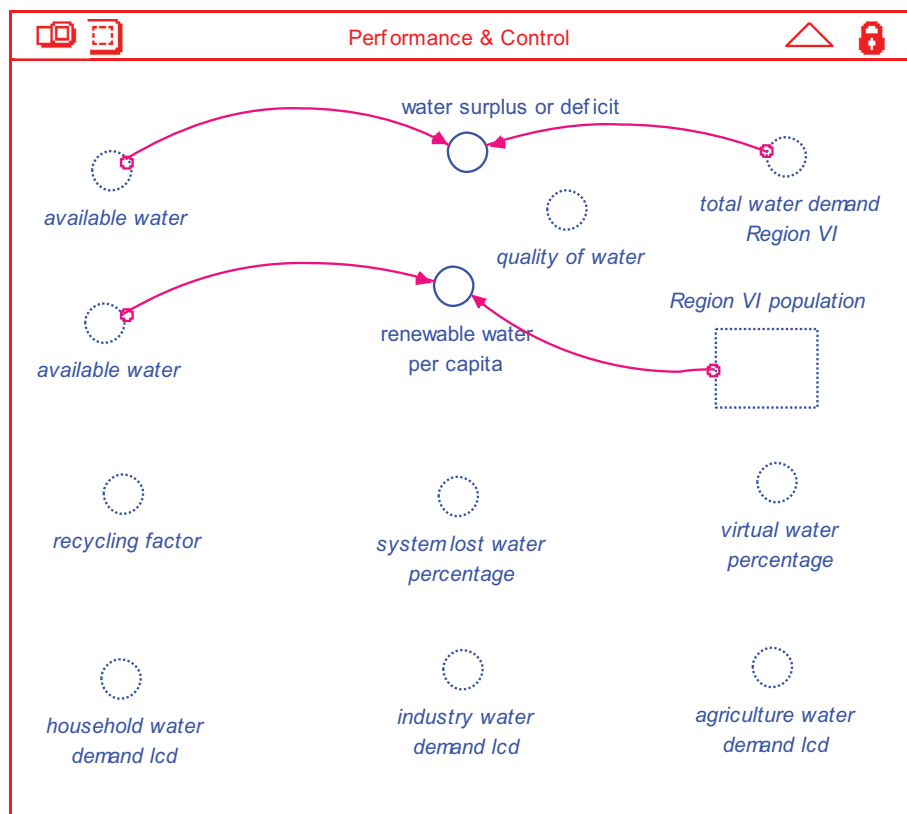 Performance & Control
water surplus or deficit
available water
total water demand
Region VI
quality of water
Region VI population
renewable water
per capita
available water
recycling factor
system lost water
percentage
virtual water
percentage
household water
demand lcd
industry water
demand lcd
agriculture water
demand lcd